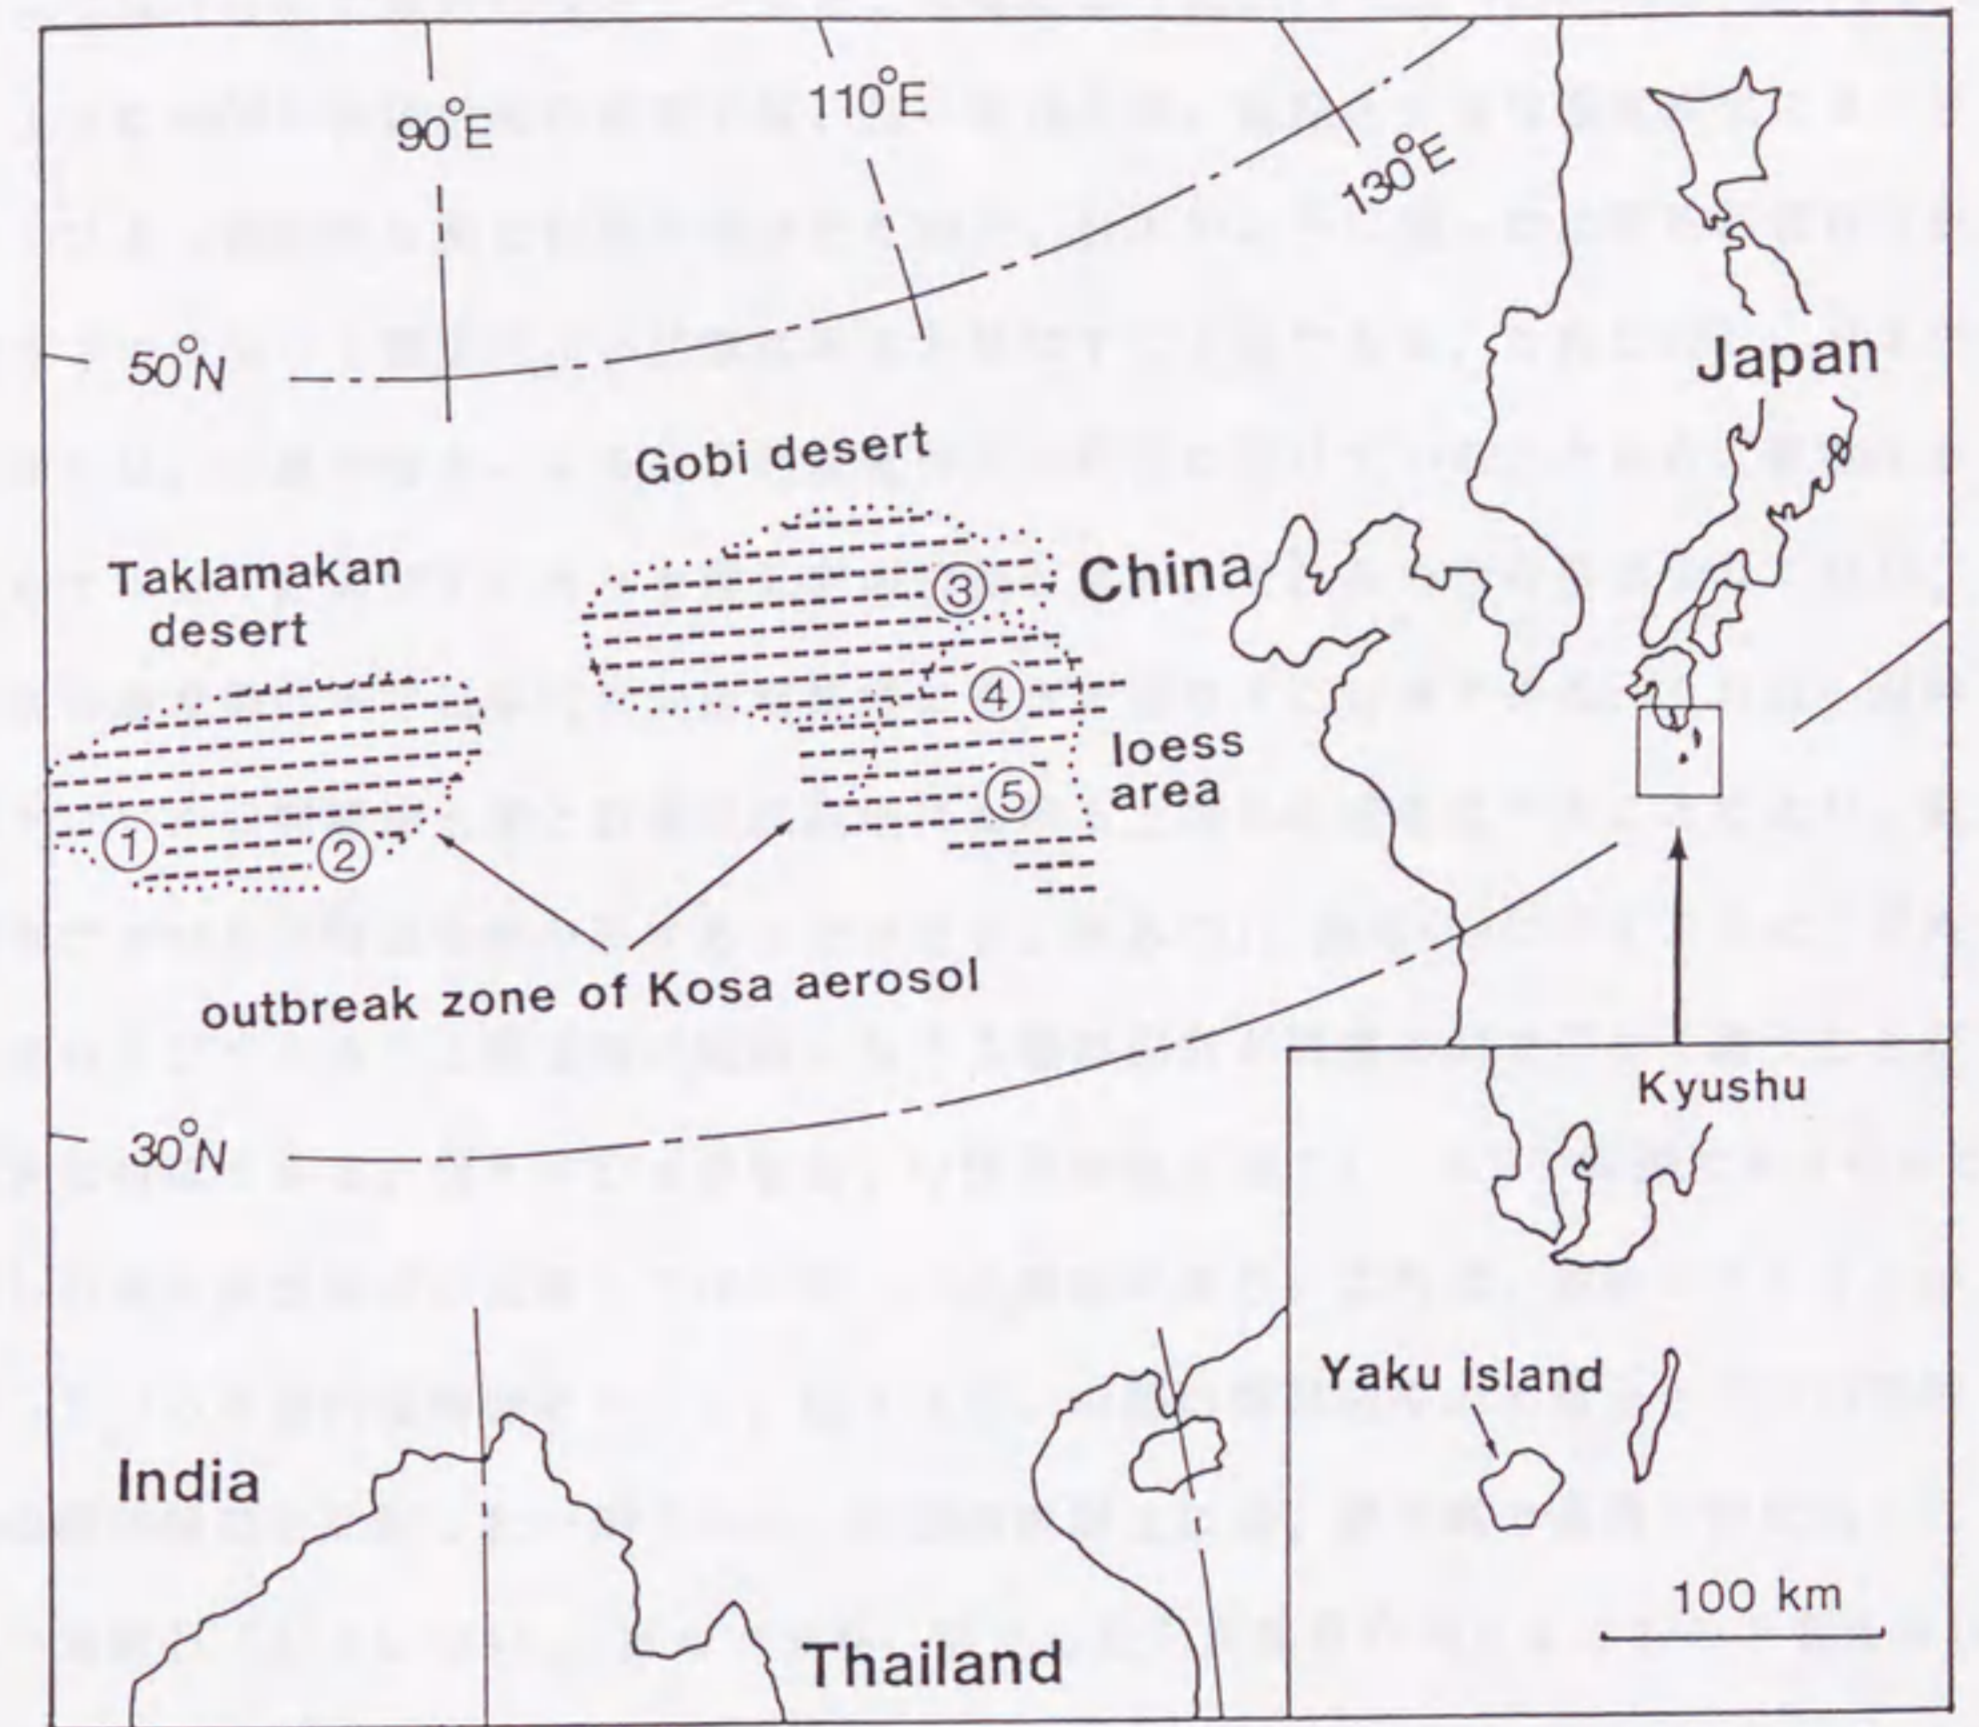 90°E
110°E
130°E
50°N
Japan
Gobi desert
Taklamakan
desert
China
③
④
loess
area
⑤
①
②
outbreak zone of Kosa aerosol
30°N
Kyushu
Yaku Island
India
100 km
Thailand